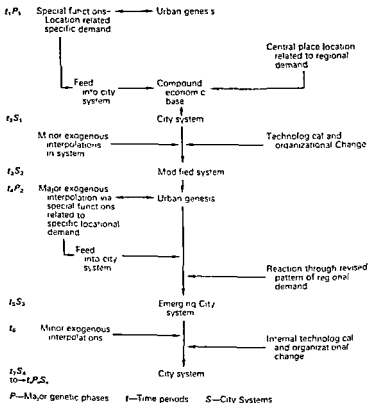 t₁P₁ Special functions– Urban genesis
Location related
specific demand
Central place location
related to regional
demand
Feed
into city
system
Compound
economic
base
t₂S₁ City system
Minor exogenous
interpolations
in system
Technological and
organizational Change
t₃S₂ Modified system
t₄P₂ Major exogenous
interpolation via
special functions
related to
specific locational
demand
Urban genesis
Feed
into city
system
Reaction through revised
pattern of regional
demand
t₅S₃ Emerging City
system
t₆ Minor exogenous
interpolations
Internal technological
and organizational
change
t₇S₄ City system
to→tₙPₙSₙ
P—Major genetic phases t—Time periods S—City Systems